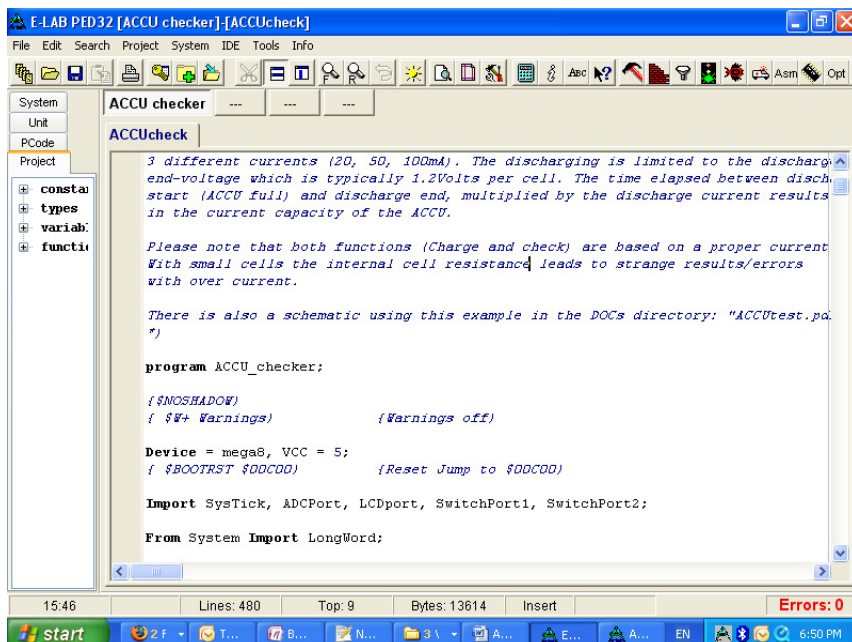 E-LAB PED32 [ACCU checker]-[ACCUcheck]
File Edit Search Project System IDE Tools Info
ABC Asm Opt
System
Unit
PCode
Project
ACCU checker --- --- ---
ACCUcheck
constai
types
variabl
functio
3 different currents (20, 50, 100mA). The discharging is limited to the discharg
end-voltage which is typically 1.2Volts per cell. The time elapsed between disch
start (ACCU full) and discharge end, multiplied by the discharge current results
in the current capacity of the ACCU.
Please note that both functions (Charge and check) are based on a proper current
With small cells the internal cell resistance leads to strange results/errors
with over current.
There is also a schematic using this example in the DOCs directory: "ACCUtest.pd
*)
program ACCU_checker;
{$NOSHADOW}
{ $W+ Warnings} {Warnings off}
Device = mega8, VCC = 5;
{ $BOOTRST $00C00} {Reset Jump to $00C00}
Import SysTick, ADCPort, LCDport, SwitchPort1, SwitchPort2;
From System Import LongWord;
15:46 Lines: 480 Top: 9 Bytes: 13614 Insert Errors: 0
start 2 F T... B... N... 3 \ A... E... A... EN 6:50 PM